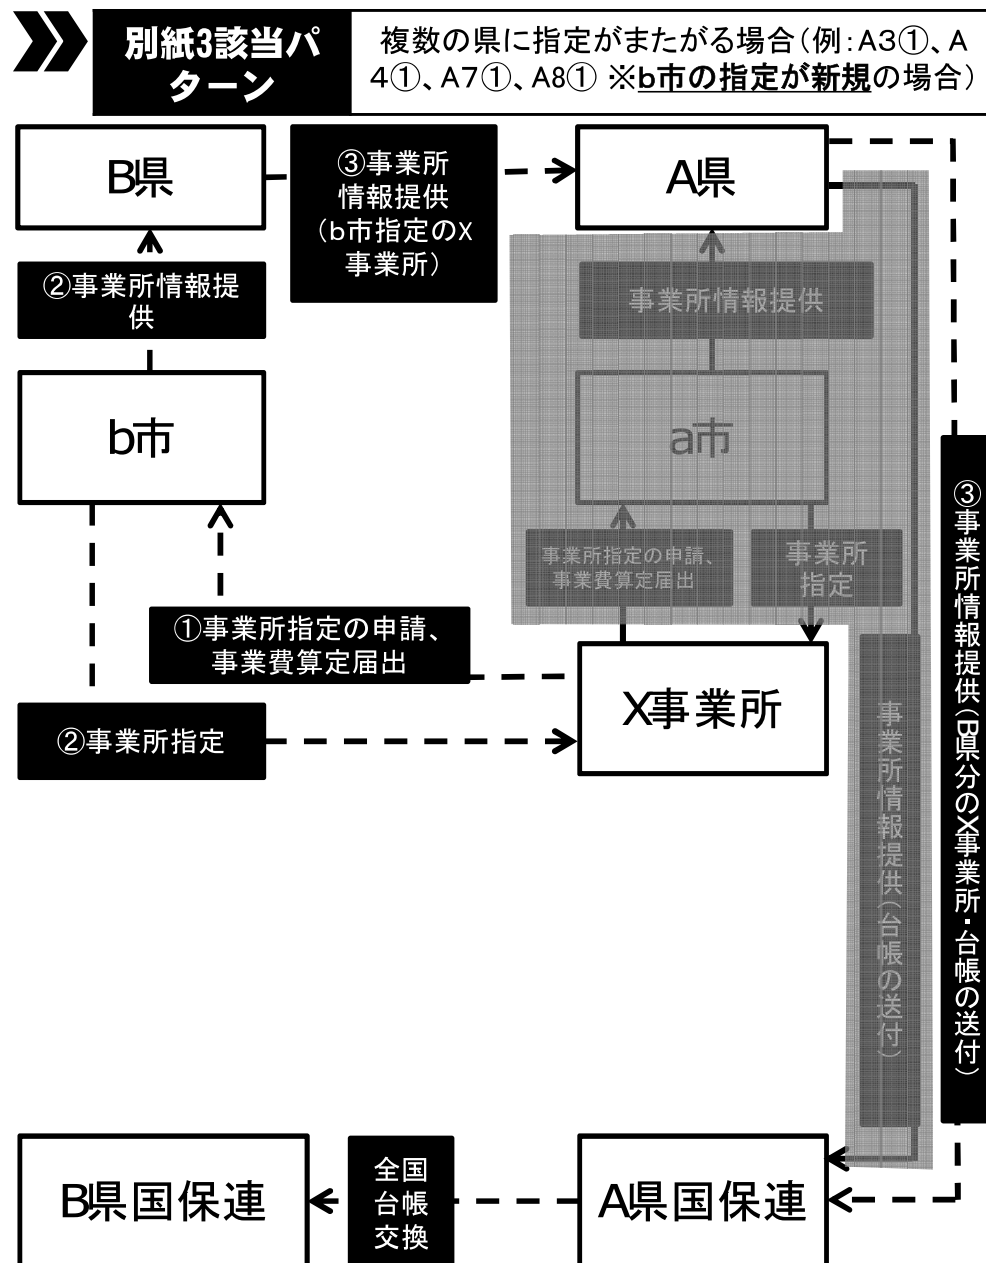 別紙3該当パ
ターン
複数の県に指定がまたがる場合(例:A3①、A
4①、A7①、A8① ※b市の指定が新規の場合)
B県
③事業所
情報提供
(b市指定のX
事業所)
A県
②事業所情報提
供
事業所情報提供
b市
a市
事業所指定の申請、
事業費算定届出
事業所
指定
①事業所指定の申請、
事業費算定届出
X事業所
②事業所指定
事業所情報提供(台帳の送付)
③事業所情報提供(B県分のX事業所・台帳の送付)
B県国保連
全国
台帳
交換
A県国保連